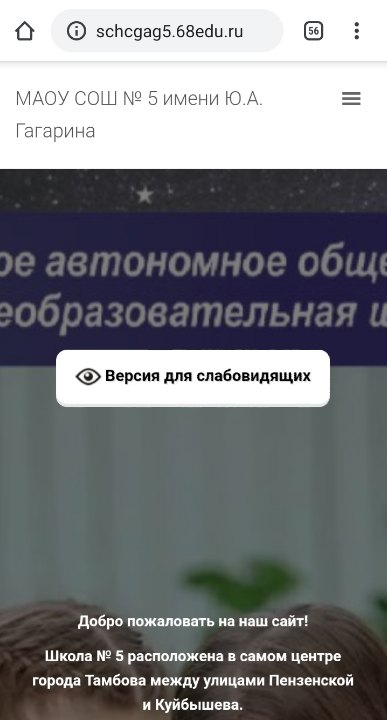 schcgag5.68edu.ru
56
МАОУ СОШ № 5 имени Ю.А.
Гагарина
ое автономное обще
еобразовательная ш
Версия для слабовидящих
Добро пожаловать на наш сайт!
Школа № 5 расположена в самом центре
города Тамбова между улицами Пензенской
и Куйбышева.